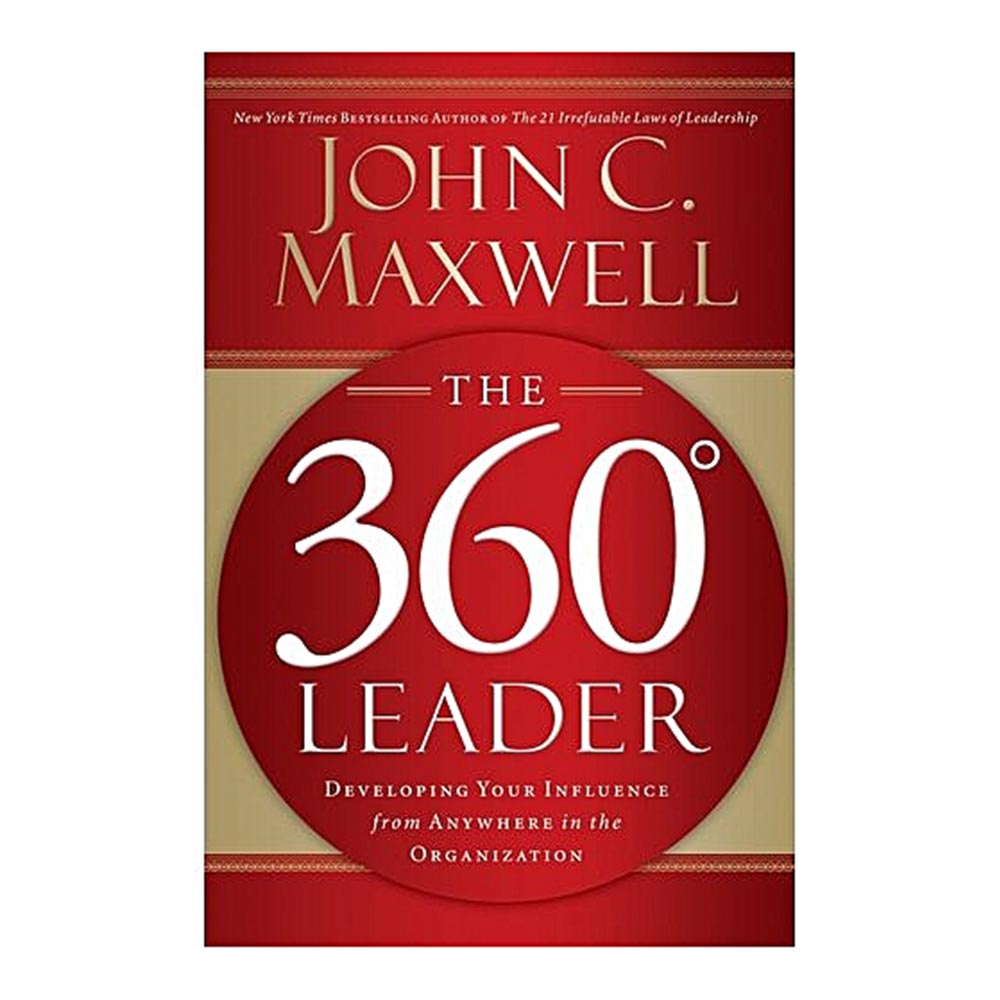 New York Times BESTSELLING AUTHOR OF The 21 Irrefutable Laws of Leadership
JOHN C.
MAXWELL
THE
360°
LEADER
DEVELOPING YOUR INFLUENCE
from ANYWHERE in the
ORGANIZATION